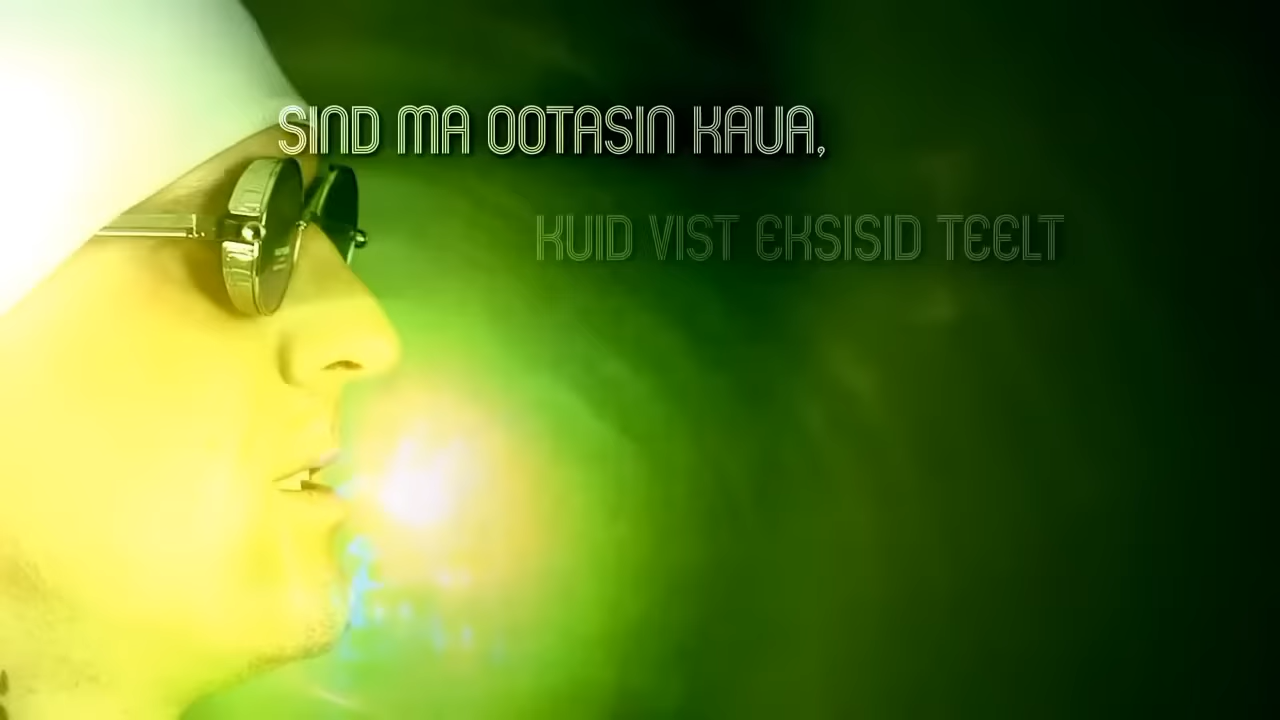 SIND MA OOTASIN KAUA,
KUID VIST EKSISID TEELT